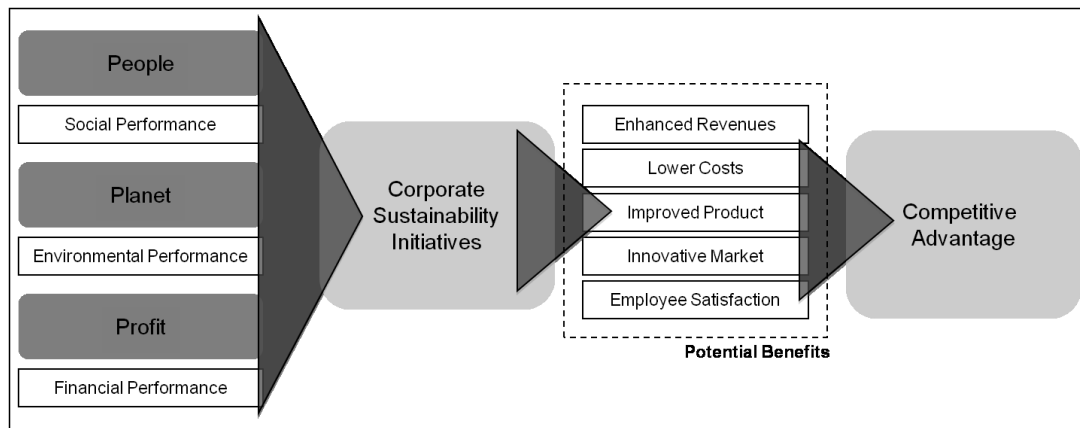 People
Social Performance
Planet
Environmental Performance
Profit
Financial Performance
Corporate
Sustainability
Initiatives
Enhanced Revenues
Lower Costs
Improved Product
Innovative Market
Employee Satisfaction
Potential Benefits
Competitive
Advantage